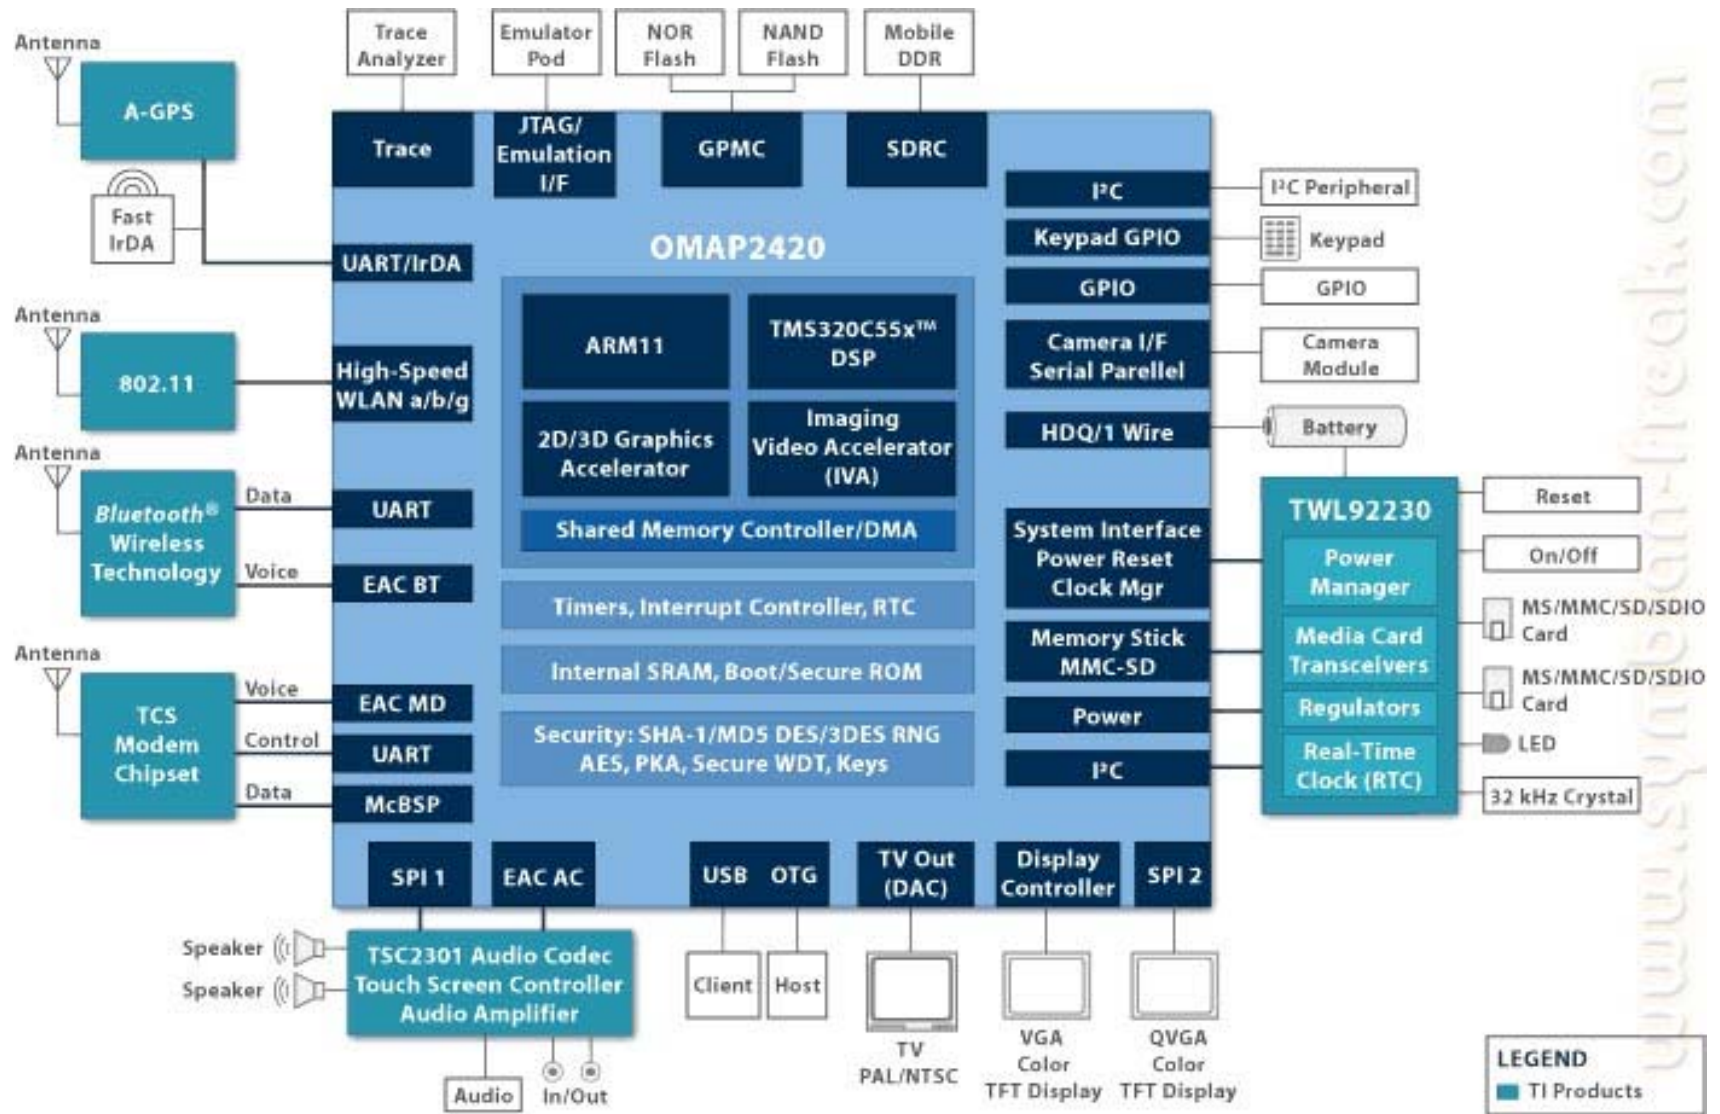 Antenna
A-GPS
Fast
IrDA
Antenna
802.11
Antenna
Bluetooth®
Wireless
Technology
Data
Voice
Antenna
TCS
Modem
Chipset
Voice
Control
Data
Trace
Analyzer
Emulator
Pod
NOR
Flash
NAND
Flash
Mobile
DDR
Trace
JTAG/
Emulation
I/F
GPMC
SDRC
UART/IrDA
High-Speed
WLAN a/b/g
UART
EAC BT
EAC MD
UART
McBSP
OMAP2420
ARM11
TMS320C55x™
DSP
2D/3D Graphics
Accelerator
Imaging
Video Accelerator
(IVA)
Shared Memory Controller/DMA
Timers, Interrupt Controller, RTC
Internal SRAM, Boot/Secure ROM
Security: SHA-1/MD5 DES/3DES RNG
AES, PKA, Secure WDT, Keys
I²C
Keypad GPIO
GPIO
Camera I/F
Serial Parellel
HDQ/1 Wire
System Interface
Power Reset
Clock Mgr
Memory Stick
MMC-SD
Power
I²C
I²C Peripheral
Keypad
GPIO
Camera
Module
Battery
TWL92230
Power
Manager
Media Card
Transceivers
Regulators
Real-Time
Clock (RTC)
Reset
On/Off
MS/MMC/SD/SDIO
Card
MS/MMC/SD/SDIO
Card
LED
32 kHz Crystal
SPI 1
EAC AC
USB OTG
TV Out
(DAC)
Display
Controller
SPI 2
Speaker
Speaker
TSC2301 Audio Codec
Touch Screen Controller
Audio Amplifier
Audio
In/Out
Client
Host
TV
PAL/NTSC
VGA
Color
TFT Display
QVGA
Color
TFT Display
LEGEND
TI Products
www.symbian-freak.com